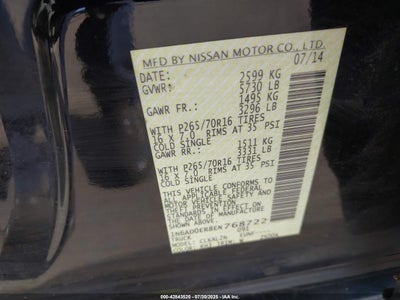 MFD BY NISSAN MOTOR CO., LTD.
07/14
DATE: 2599 KG
GVWR: 5730 LB
1495 KG
GAWR FR.: 3296 LB
WITH P265/70R16 TIRES
16 X 7.0 RIMS AT 35 PSI
COLD SINGLE 1511 KG
GAWR RR.: 3331 LB
WITH P265/70R16 TIRES
16 X 7.0 RIMS AT 35 PSI
COLD SINGLE
THIS VEHICLE CONFORMS TO
ALL APPLICABLE FEDERAL
MOTOR VEHICLE SAFETY AND
THEFT PREVENTION STANDARDS
IN EFFECT ON THE DATE OF
MANUFACTURE SHOWN ABOVE.
TRUCK
000-42843520 - 07/30/2025 - IAAI.COM